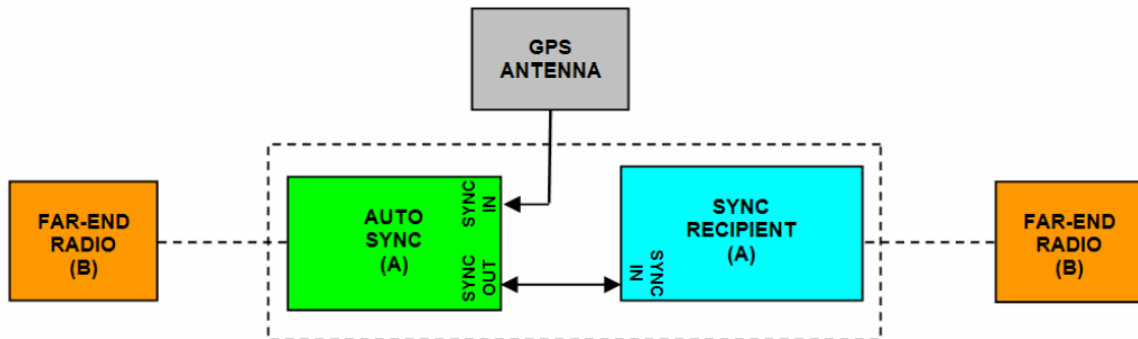 GPS
ANTENNA
FAR-END
RADIO
(B)
AUTO
SYNC
(A)
SYNC
IN
SYNC
OUT
SYNC
RECIPIENT
(A)
SYNC
IN
FAR-END
RADIO
(B)